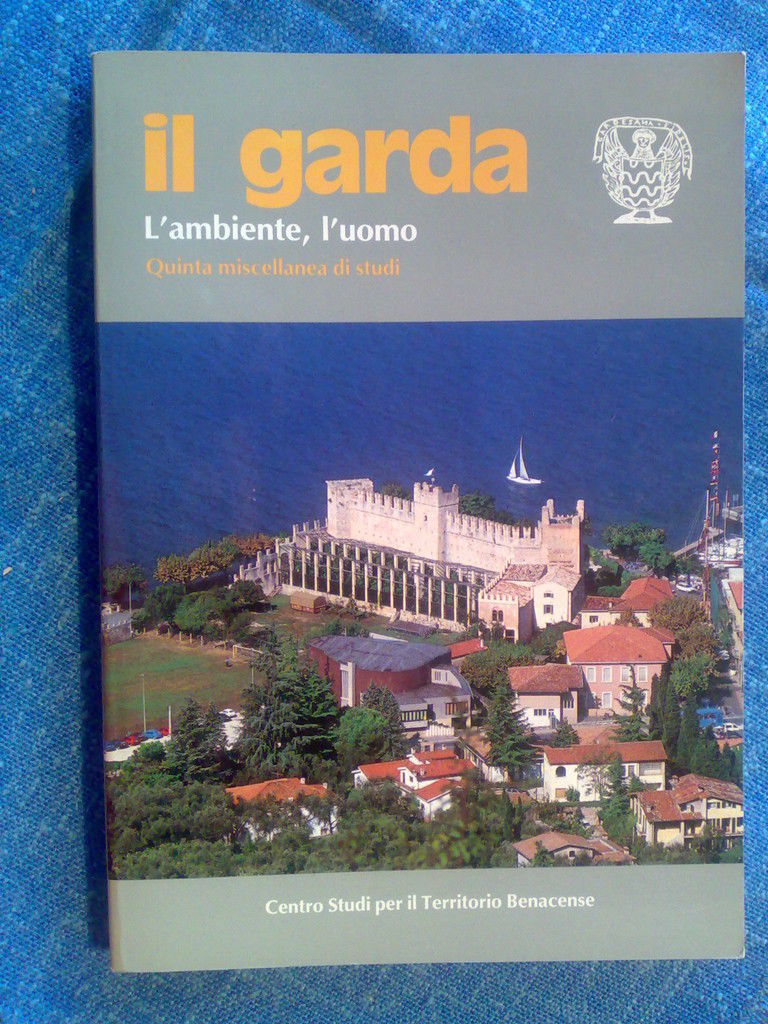 il garda
L'ambiente, l'uomo
Quinta miscellanea di studi
Centro Studi per il Territorio Benacense